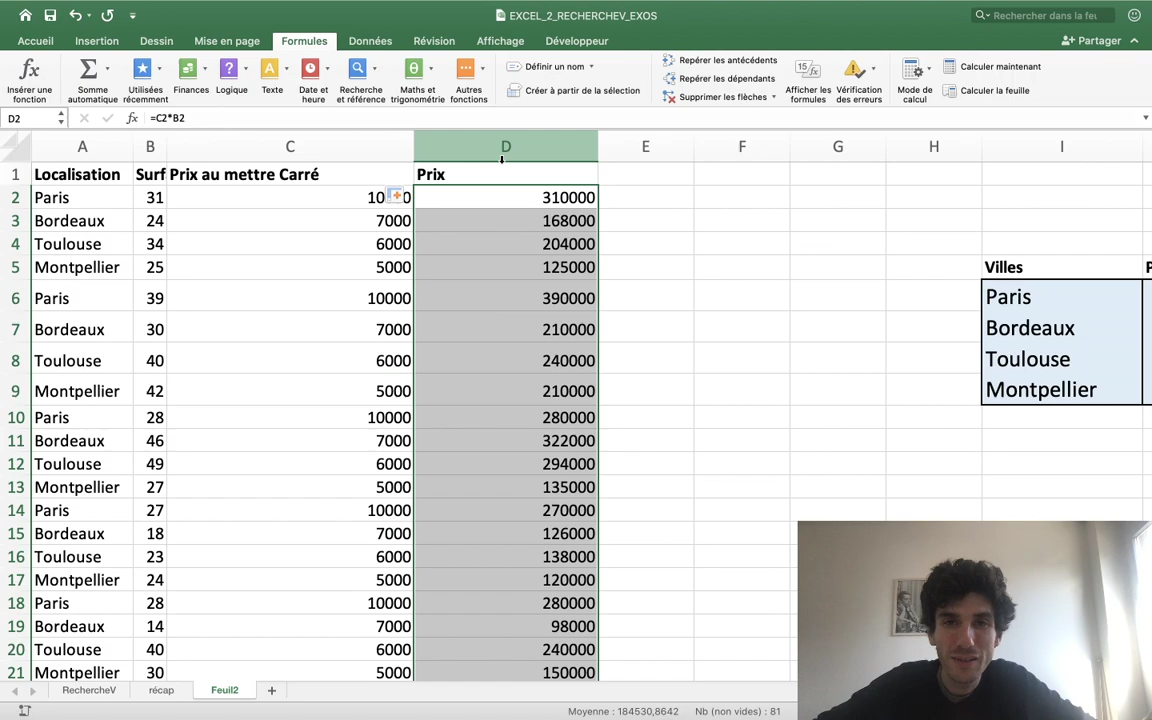 EXCEL_2_RECHERCHEV_EXOS
Rechercher dans la feu
Accueil Insertion Dessin Mise en page Formules Données Révision Affichage Développeur
Partager
Insérer une fonction
Somme automatique
Utilisées récemment
Finances
Logique
Texte
Date et heure
Recherche et référence
Maths et trigonométrie
Autres fonctions
Définir un nom
Créer à partir de la sélection
Repérer les antécédents
Repérer les dépendants
Supprimer les flèches
Afficher les formules
Vérification des erreurs
Mode de calcul
Calculer maintenant
Calculer la feuille
D2 fx =C2*B2
A B C D E F G H I
1 Localisation Surf Prix au mettre Carré Prix
2 Paris 31 10 0 310000
3 Bordeaux 24 7000 168000
4 Toulouse 34 6000 204000
5 Montpellier 25 5000 125000 Villes P
6 Paris 39 10000 390000 Paris
7 Bordeaux 30 7000 210000 Bordeaux
8 Toulouse 40 6000 240000 Toulouse
9 Montpellier 42 5000 210000 Montpellier
10 Paris 28 10000 280000
11 Bordeaux 46 7000 322000
12 Toulouse 49 6000 294000
13 Montpellier 27 5000 135000
14 Paris 27 10000 270000
15 Bordeaux 18 7000 126000
16 Toulouse 23 6000 138000
17 Montpellier 24 5000 120000
18 Paris 28 10000 280000
19 Bordeaux 14 7000 98000
20 Toulouse 40 6000 240000
21 Montpellier 30 5000 150000
RechercheV récap Feuil2 +
Moyenne : 184530,8642 Nb (non vides) : 81